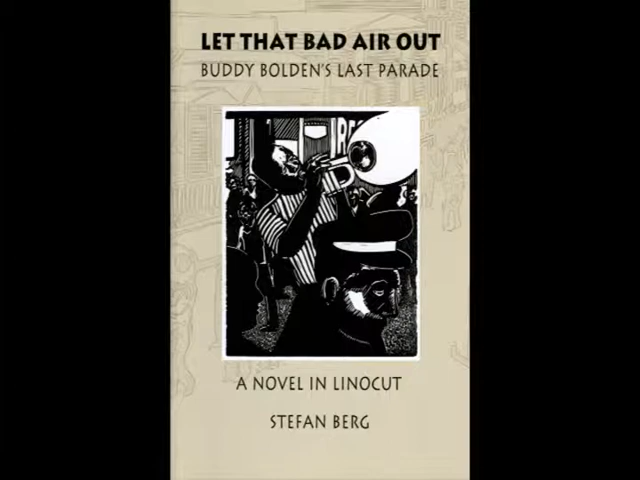 LET THAT BAD AIR OUT
BUDDY BOLDEN'S LAST PARADE
A NOVEL IN LINOCUT
STEFAN BERG